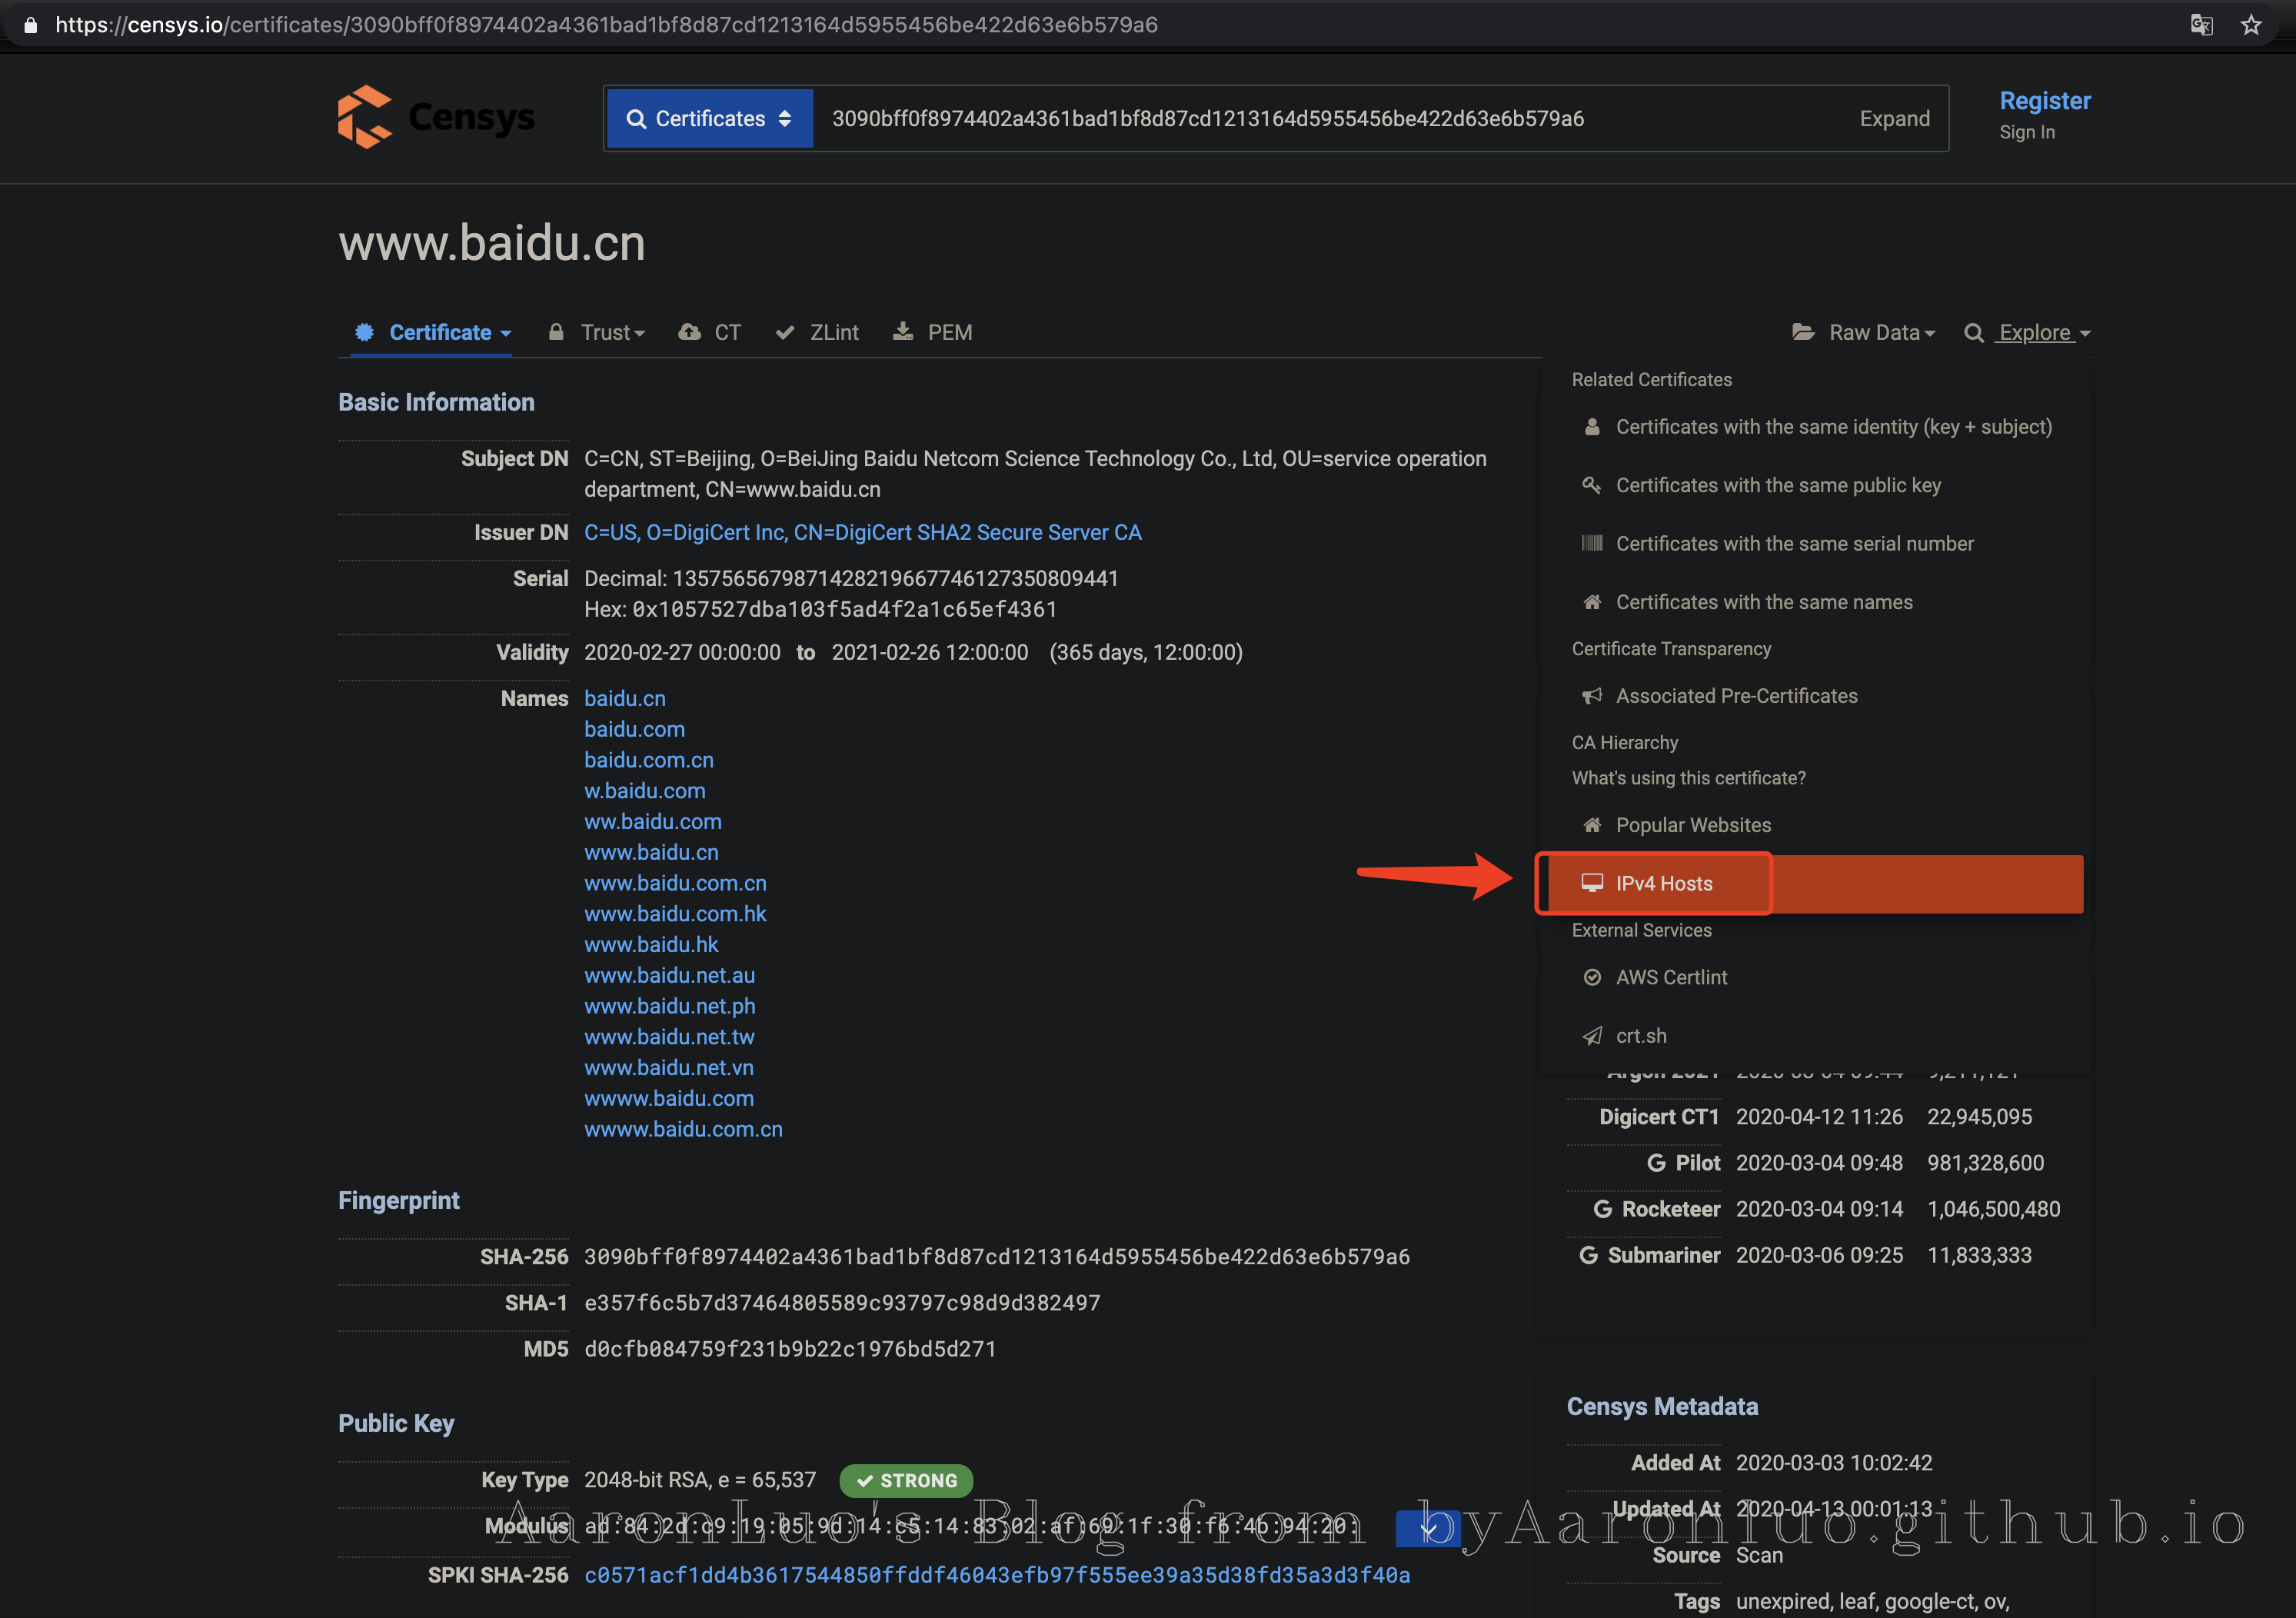 https://censys.io/certificates/3090bff0f8974402a4361bad1bf8d87cd1213164d5955456be422d63e6b579a6
Censys
Certificates
3090bff0f8974402a4361bad1bf8d87cd1213164d5955456be422d63e6b579a6
Expand
Register
Sign In
www.baidu.cn
Certificate
Trust
CT
ZLint
PEM
Raw Data
Explore
Basic Information
Subject DN C=CN, ST=Beijing, O=BeiJing Baidu Netcom Science Technology Co., Ltd, OU=service operation
department, CN=www.baidu.cn
Issuer DN C=US, O=DigiCert Inc, CN=DigiCert SHA2 Secure Server CA
Serial Decimal: 13575656798714282196677461273508 09441
Hex: 0x1057527dba103f5ad4f2a1c65ef4361
Validity 2020-02-27 00:00:00 to 2021-02-26 12:00:00 (365 days, 12:00:00)
Names baidu.cn
baidu.com
baidu.com.cn
w.baidu.com
ww.baidu.com
www.baidu.cn
www.baidu.com.cn
www.baidu.com.hk
www.baidu.hk
www.baidu.net.au
www.baidu.net.ph
www.baidu.net.tw
www.baidu.net.vn
wwww.baidu.com
wwww.baidu.com.cn
Fingerprint
SHA-256 3090bff0f8974402a4361bad1bf8d87cd1213164d5955456be422d63e6b579a6
SHA-1 e357f6c5b7d37464805589c93797c98d9d382497
MD5 d0cfb084759f231b9b22c1976bd5d271
Public Key
Key Type 2048-bit RSA, e = 65,537 STRONG
Modulus ad:84:2d:c9:19:05:9d:14:c5:14:83:02:af:69:1f:30:f6:46:94:20:
SPKI SHA-256 c0571acf1dd4b3617544850ffddf46043efb97f555ee39a35d38fd35a3d3f40a
Related Certificates
Certificates with the same identity (key + subject)
Certificates with the same public key
Certificates with the same serial number
Certificates with the same names
Certificate Transparency
Associated Pre-Certificates
CA Hierarchy
What's using this certificate?
Popular Websites
IPv4 Hosts
External Services
AWS Certlint
crt.sh
Argon 2021 2020-03-04 09:44 9,211,121
Digicert CT1 2020-04-12 11:26 22,945,095
Pilot 2020-03-04 09:48 981,328,600
Rocketeer 2020-03-04 09:14 1,046,500,480
Submariner 2020-03-06 09:25 11,833,333
Censys Metadata
Added At 2020-03-03 10:02:42
Updated At 2020-04-13 00:01:13
Source Scan
Tags unexpired, leaf, google-ct, ov,
AaronLuo's Blog from byAaronluo.github.io